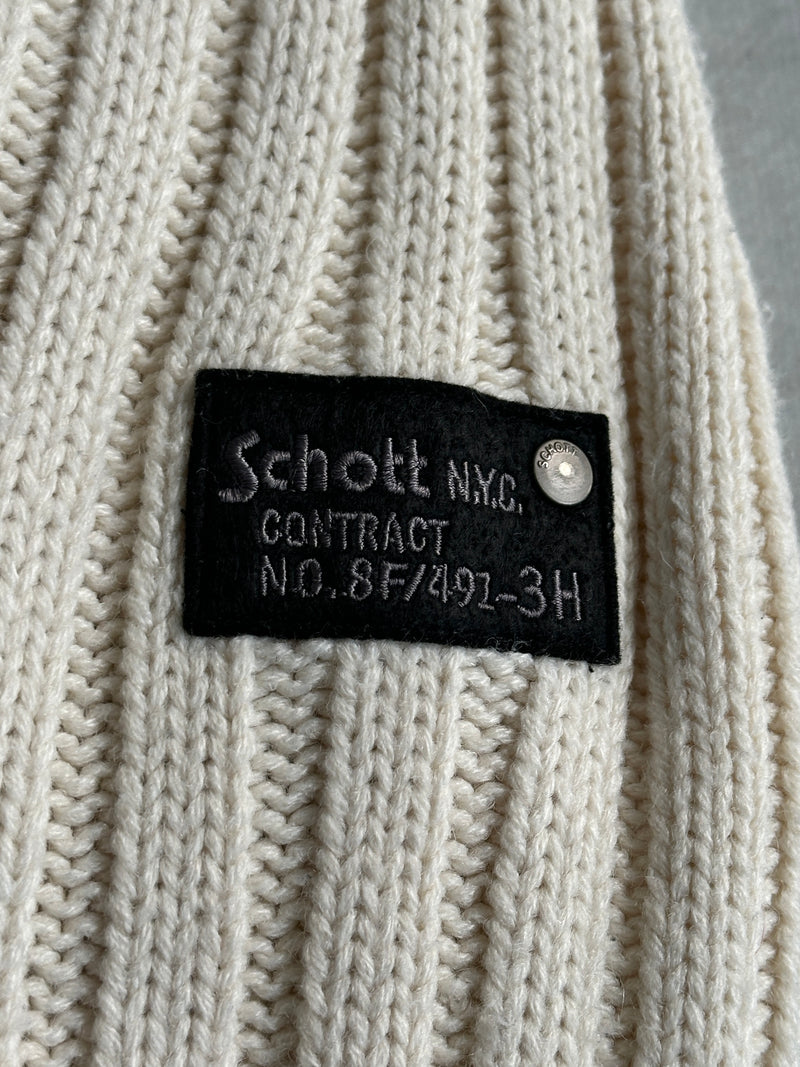 Schott N.Y.C.
SCHOTT
CONTRACT
NO. 8F/491-3H